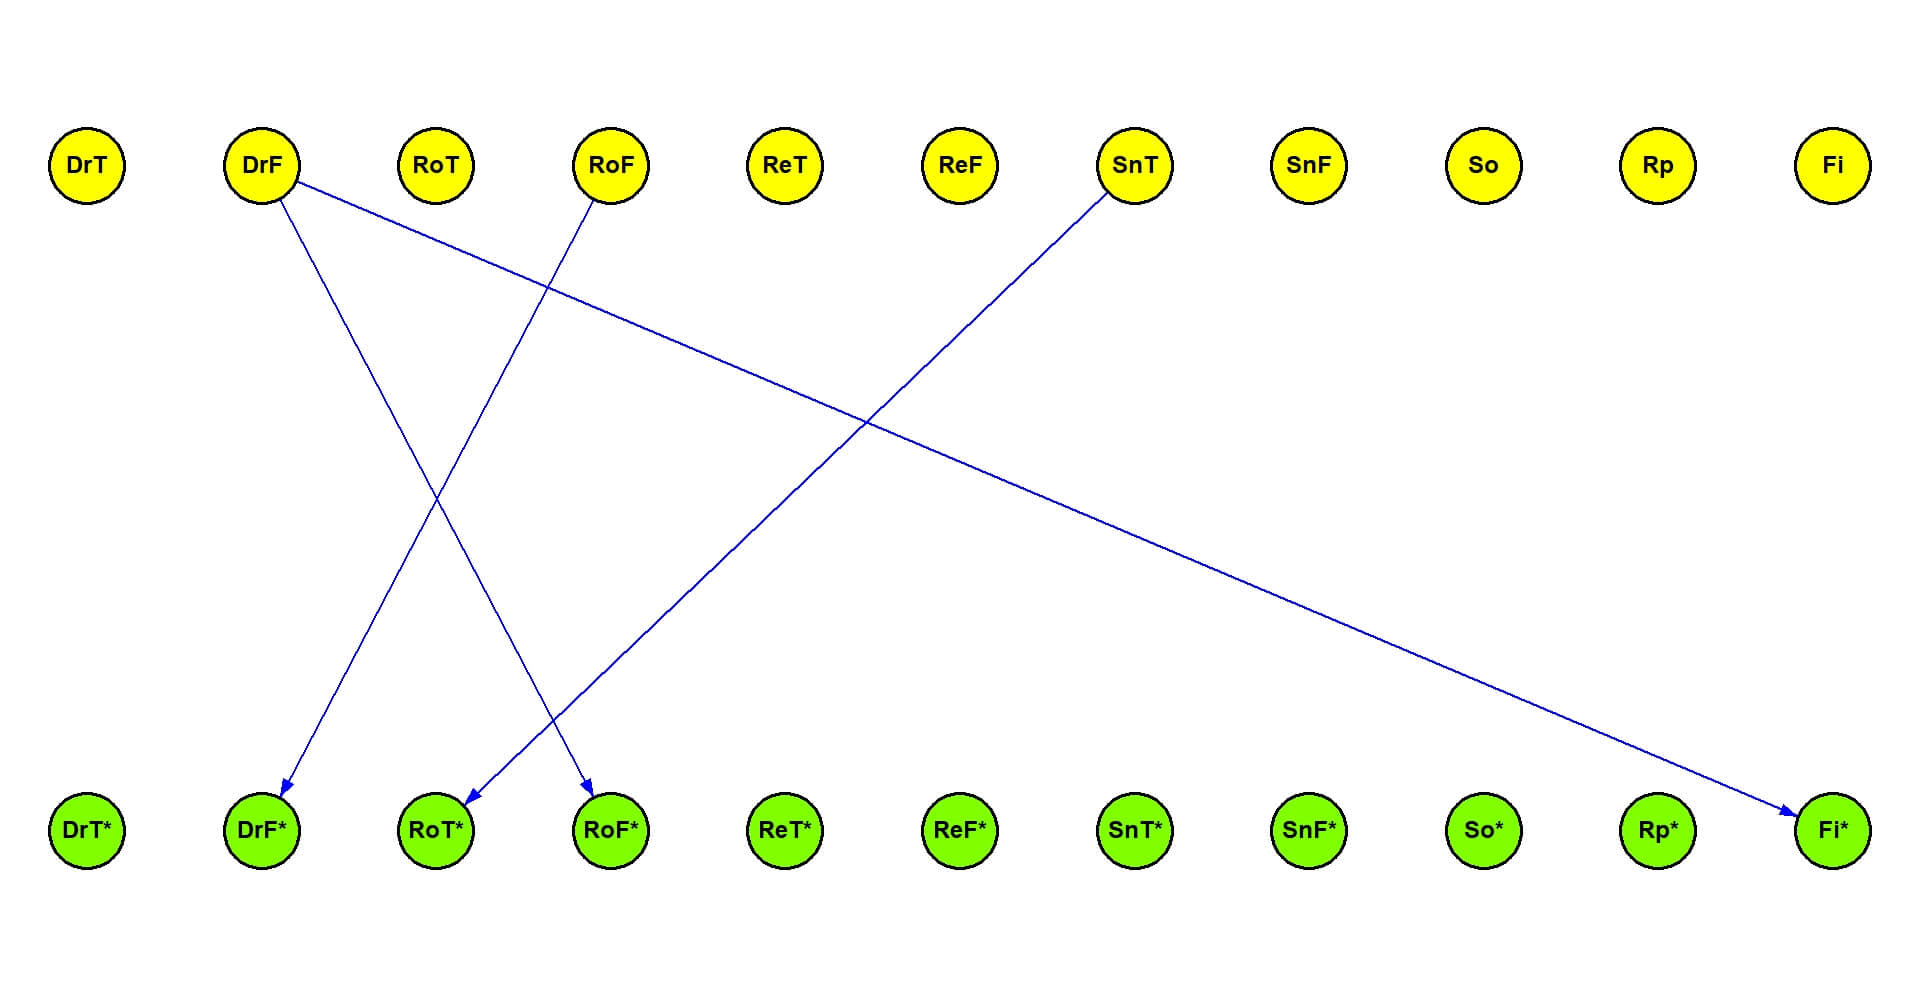 DrT DrF RoT RoF ReT ReF SnT SnF So Rp Fi
DrT* DrF* RoT* RoF* ReT* ReF* SnT* SnF* So* Rp* Fi*